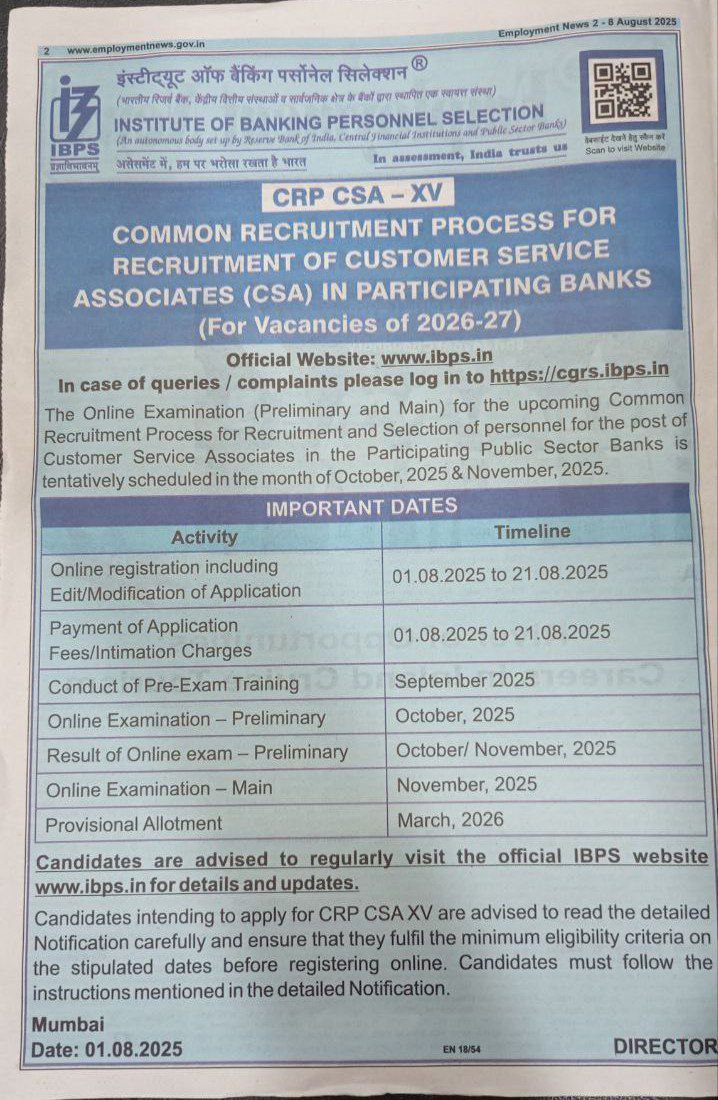 2 www.employmentnews.gov.in
Employment News 2 - 8 August 2025
इंस्टीट्यूट ऑफ बैंकिंग पर्सोनेल सिलेक्शन ®
(भारतीय रिजर्व बैंक, केंद्रीय वित्तीय संस्थाओं व सार्वजनिक क्षेत्र के बैंकों द्वारा स्थापित एक स्वायत्त संस्था)
INSTITUTE OF BANKING PERSONNEL SELECTION
(An autonomous body set up by Reserve Bank of India, Central Financial Institutions and Public Sector Banks)
IBPS
असेसमेंट में, हम पर भरोसा रखता है भारत
In assessment, India trusts us
वेबसाईट देखने हेतु स्कैन करें
Scan to visit Website
CRP CSA – XV
COMMON RECRUITMENT PROCESS FOR
RECRUITMENT OF CUSTOMER SERVICE
ASSOCIATES (CSA) IN PARTICIPATING BANKS
(For Vacancies of 2026-27)
Official Website: www.ibps.in
In case of queries / complaints please log in to https://cgrs.ibps.in
The Online Examination (Preliminary and Main) for the upcoming Common
Recruitment Process for Recruitment and Selection of personnel for the post of
Customer Service Associates in the Participating Public Sector Banks is
tentatively scheduled in the month of October, 2025 & November, 2025.
IMPORTANT DATES
Activity Timeline
Online registration including
Edit/Modification of Application
01.08.2025 to 21.08.2025
Payment of Application
Fees/Intimation Charges
01.08.2025 to 21.08.2025
Conduct of Pre-Exam Training September 2025
Online Examination – Preliminary October, 2025
Result of Online exam – Preliminary October/ November, 2025
Online Examination – Main November, 2025
Provisional Allotment March, 2026
Candidates are advised to regularly visit the official IBPS website
www.ibps.in for details and updates.
Candidates intending to apply for CRP CSA XV are advised to read the detailed
Notification carefully and ensure that they fulfil the minimum eligibility criteria on
the stipulated dates before registering online. Candidates must follow the
instructions mentioned in the detailed Notification.
Mumbai
Date: 01.08.2025
EN 18/54
DIRECTOR